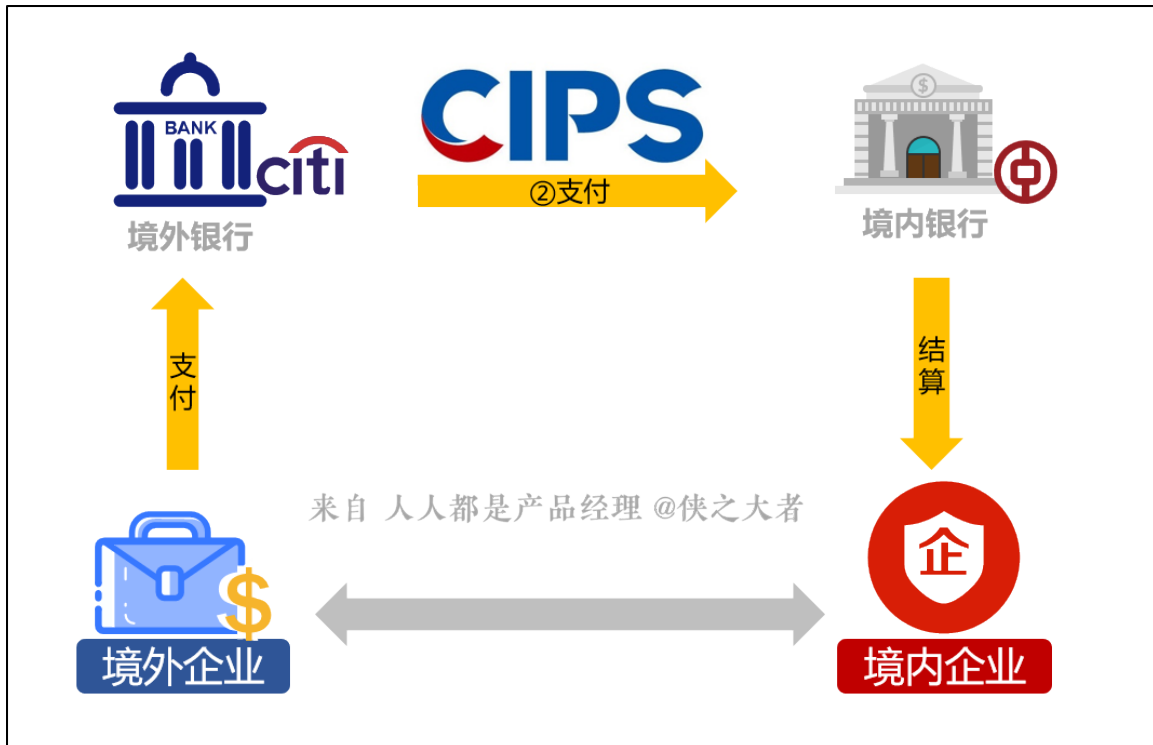 BANK
citi
CIPS
②支付
$
境外银行
境内银行
支付
结算
来自 人人都是产品经理 @侠之大者
$
企
境外企业
境内企业